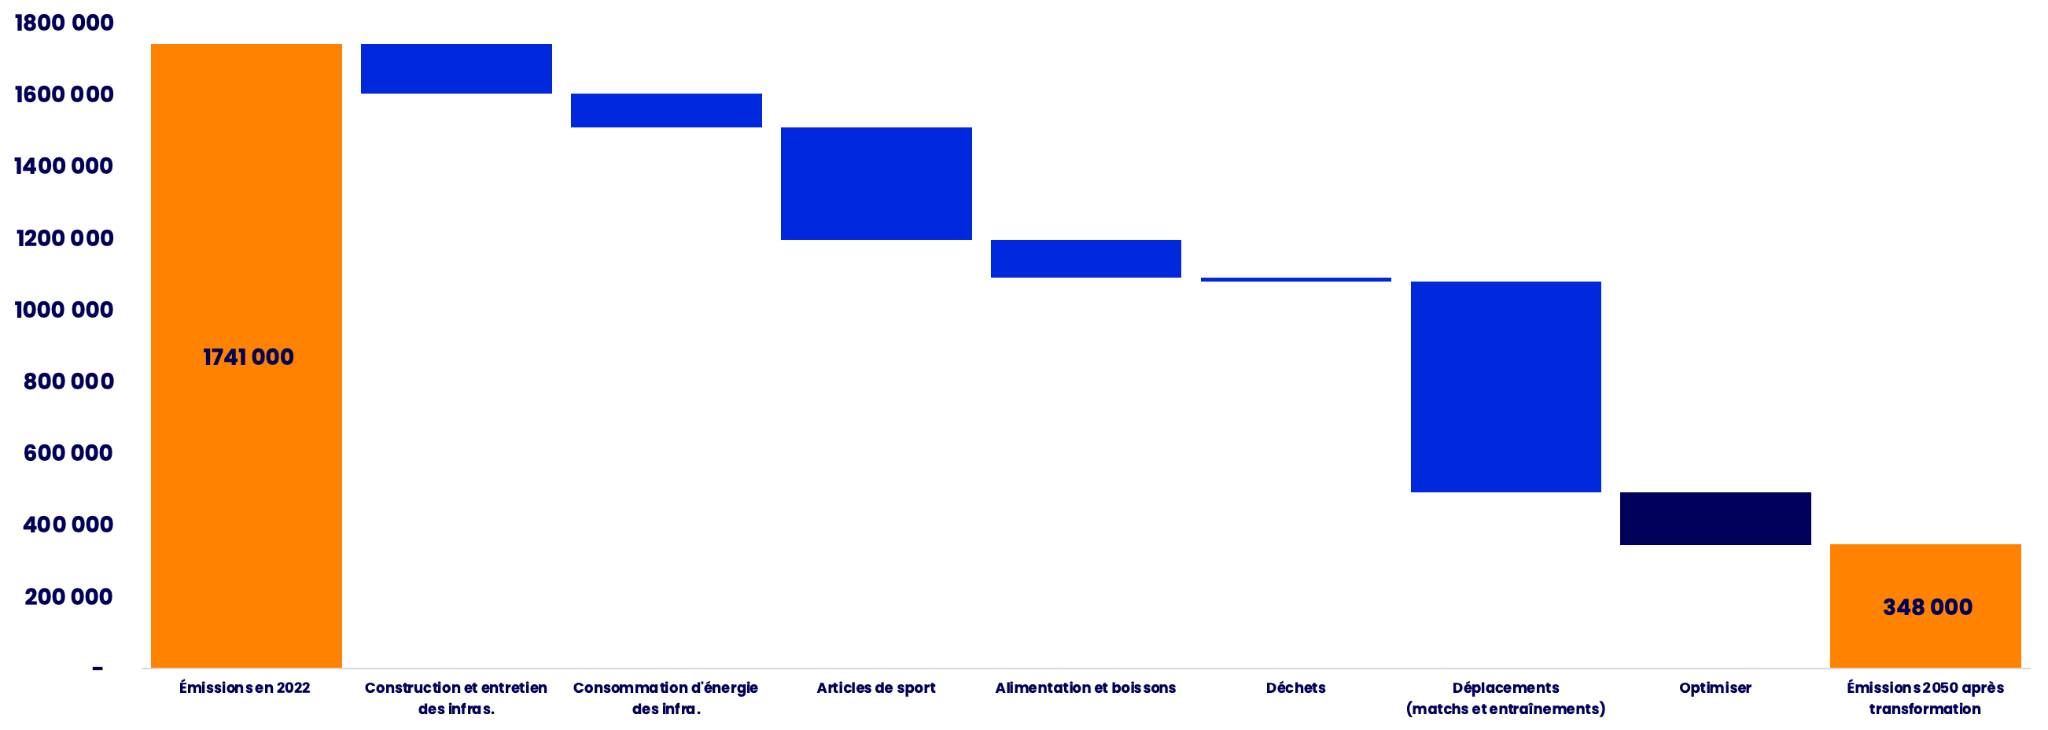 1800 000
1600 000
1400 000
1200 000
1000 000
800 000
600 000
400 000
200 000
-
1741 000
348 000
Émissions en 2022
Construction et entretien
des infras.
Consommation d'énergie
des infra.
Articles de sport
Alimentation et boissons
Déchets
Déplacements
(matchs et entraînements)
Optimiser
Émissions 2050 après
transformation